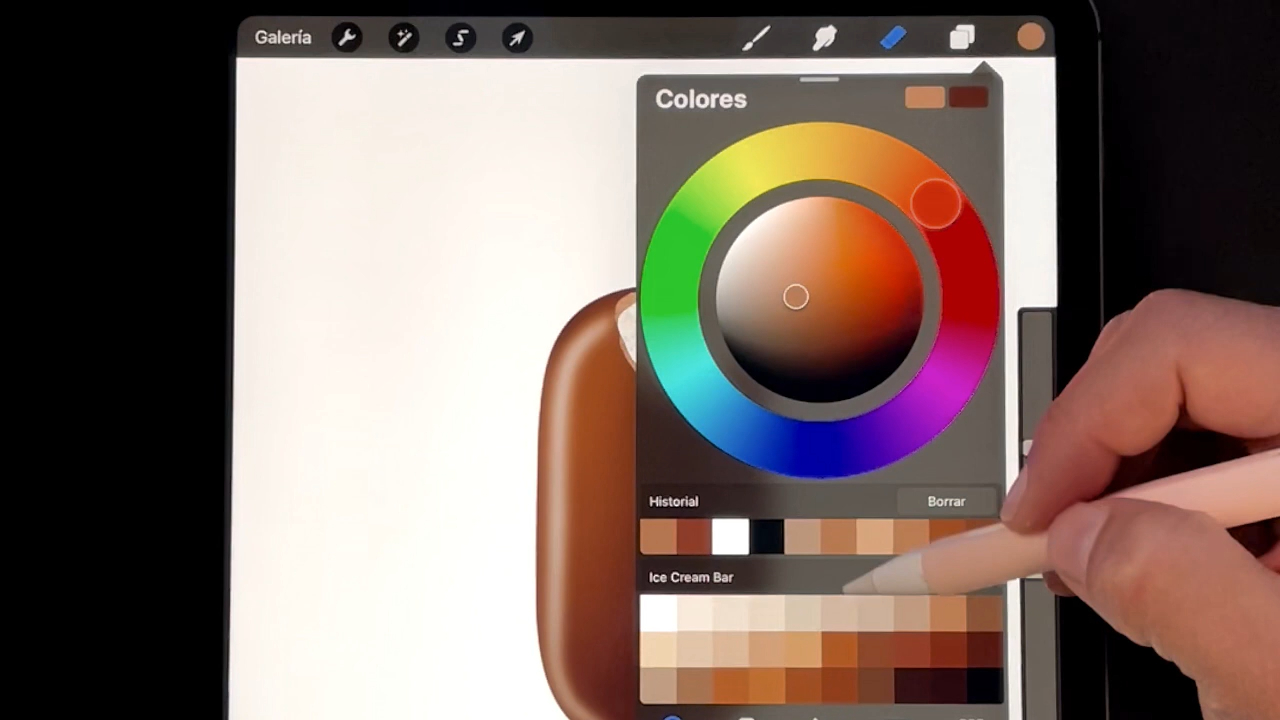 Galería
Colores
Historial
Borrar
Ice Cream Bar